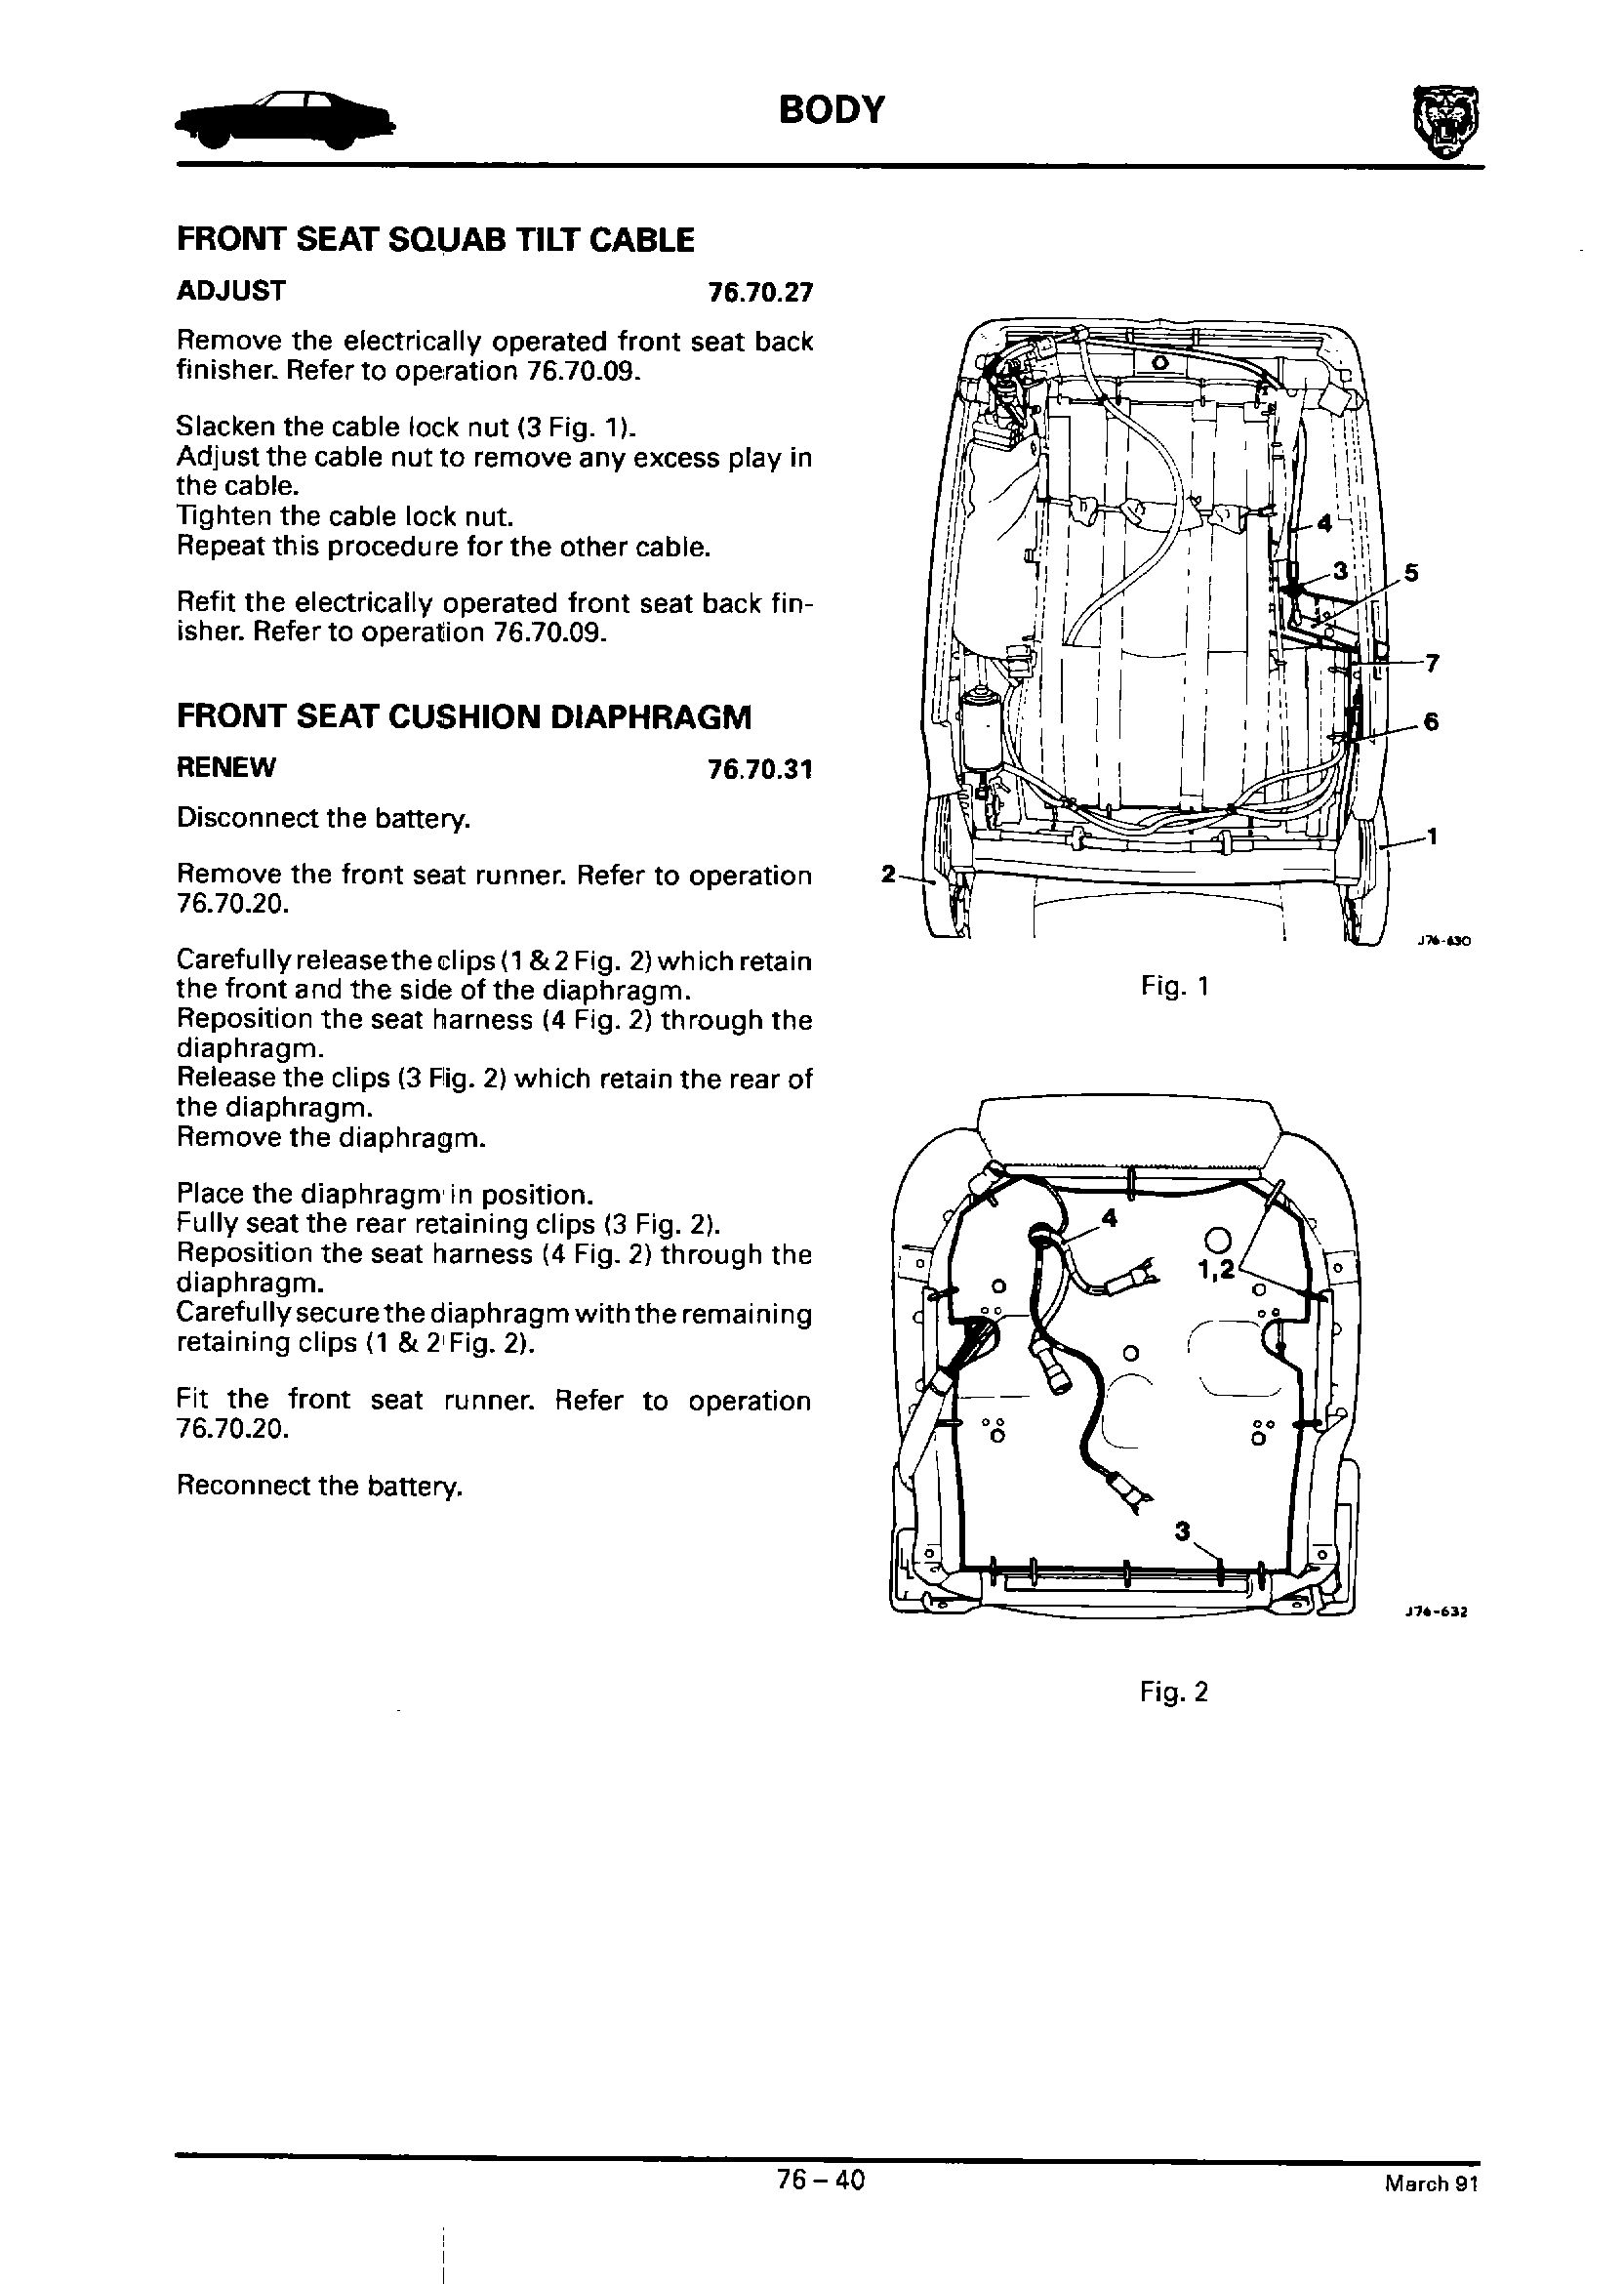 BODY
FRONT SEAT SQUAB TILT CABLE
ADJUST 76.70.27
Remove the electrically operated front seat back
finisher. Refer to operation 76.70.09.
Slacken the cable lock nut (3 Fig. 1).
Adjust the cable nut to remove any excess play in
the cable.
Tighten the cable lock nut.
Repeat this procedure for the other cable.
Refit the electrically operated front seat back fin-
isher. Refer to operation 76.70.09.
FRONT SEAT CUSHION DIAPHRAGM
RENEW 76.70.31
Disconnect the battery.
Remove the front seat runner. Refer to operation
76.70.20.
Carefully release the clips (1 & 2 Fig. 2) which retain
the front and the side of the diaphragm.
Reposition the seat harness (4 Fig. 2) through the
diaphragm.
Release the clips (3 Fig. 2) which retain the rear of
the diaphragm.
Remove the diaphragm.
Place the diaphragm in position.
Fully seat the rear retaining clips (3 Fig. 2).
Reposition the seat harness (4 Fig. 2) through the
diaphragm.
Carefully secure the diaphragm with the remaining
retaining clips (1 & 2 Fig. 2).
Fit the front seat runner. Refer to operation
76.70.20.
Reconnect the battery.
4
3
5
7
6
1
2
J76-630
Fig. 1
4
1,2
3
J76-632
Fig. 2
76 – 40
March 91